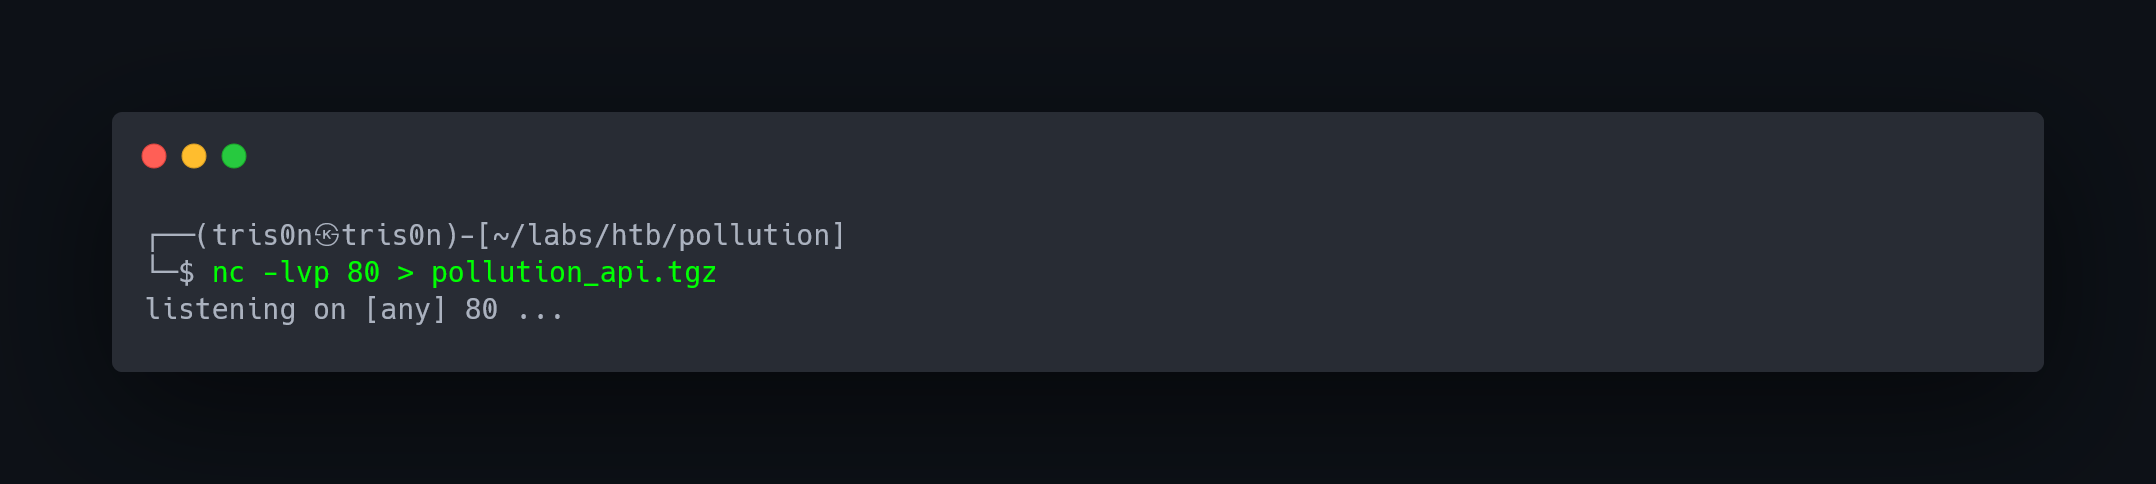 ┌──(tris0n㉿tris0n)-[~/labs/htb/pollution]
└─$ nc -lvp 80 > pollution_api.tgz
listening on [any] 80 ...